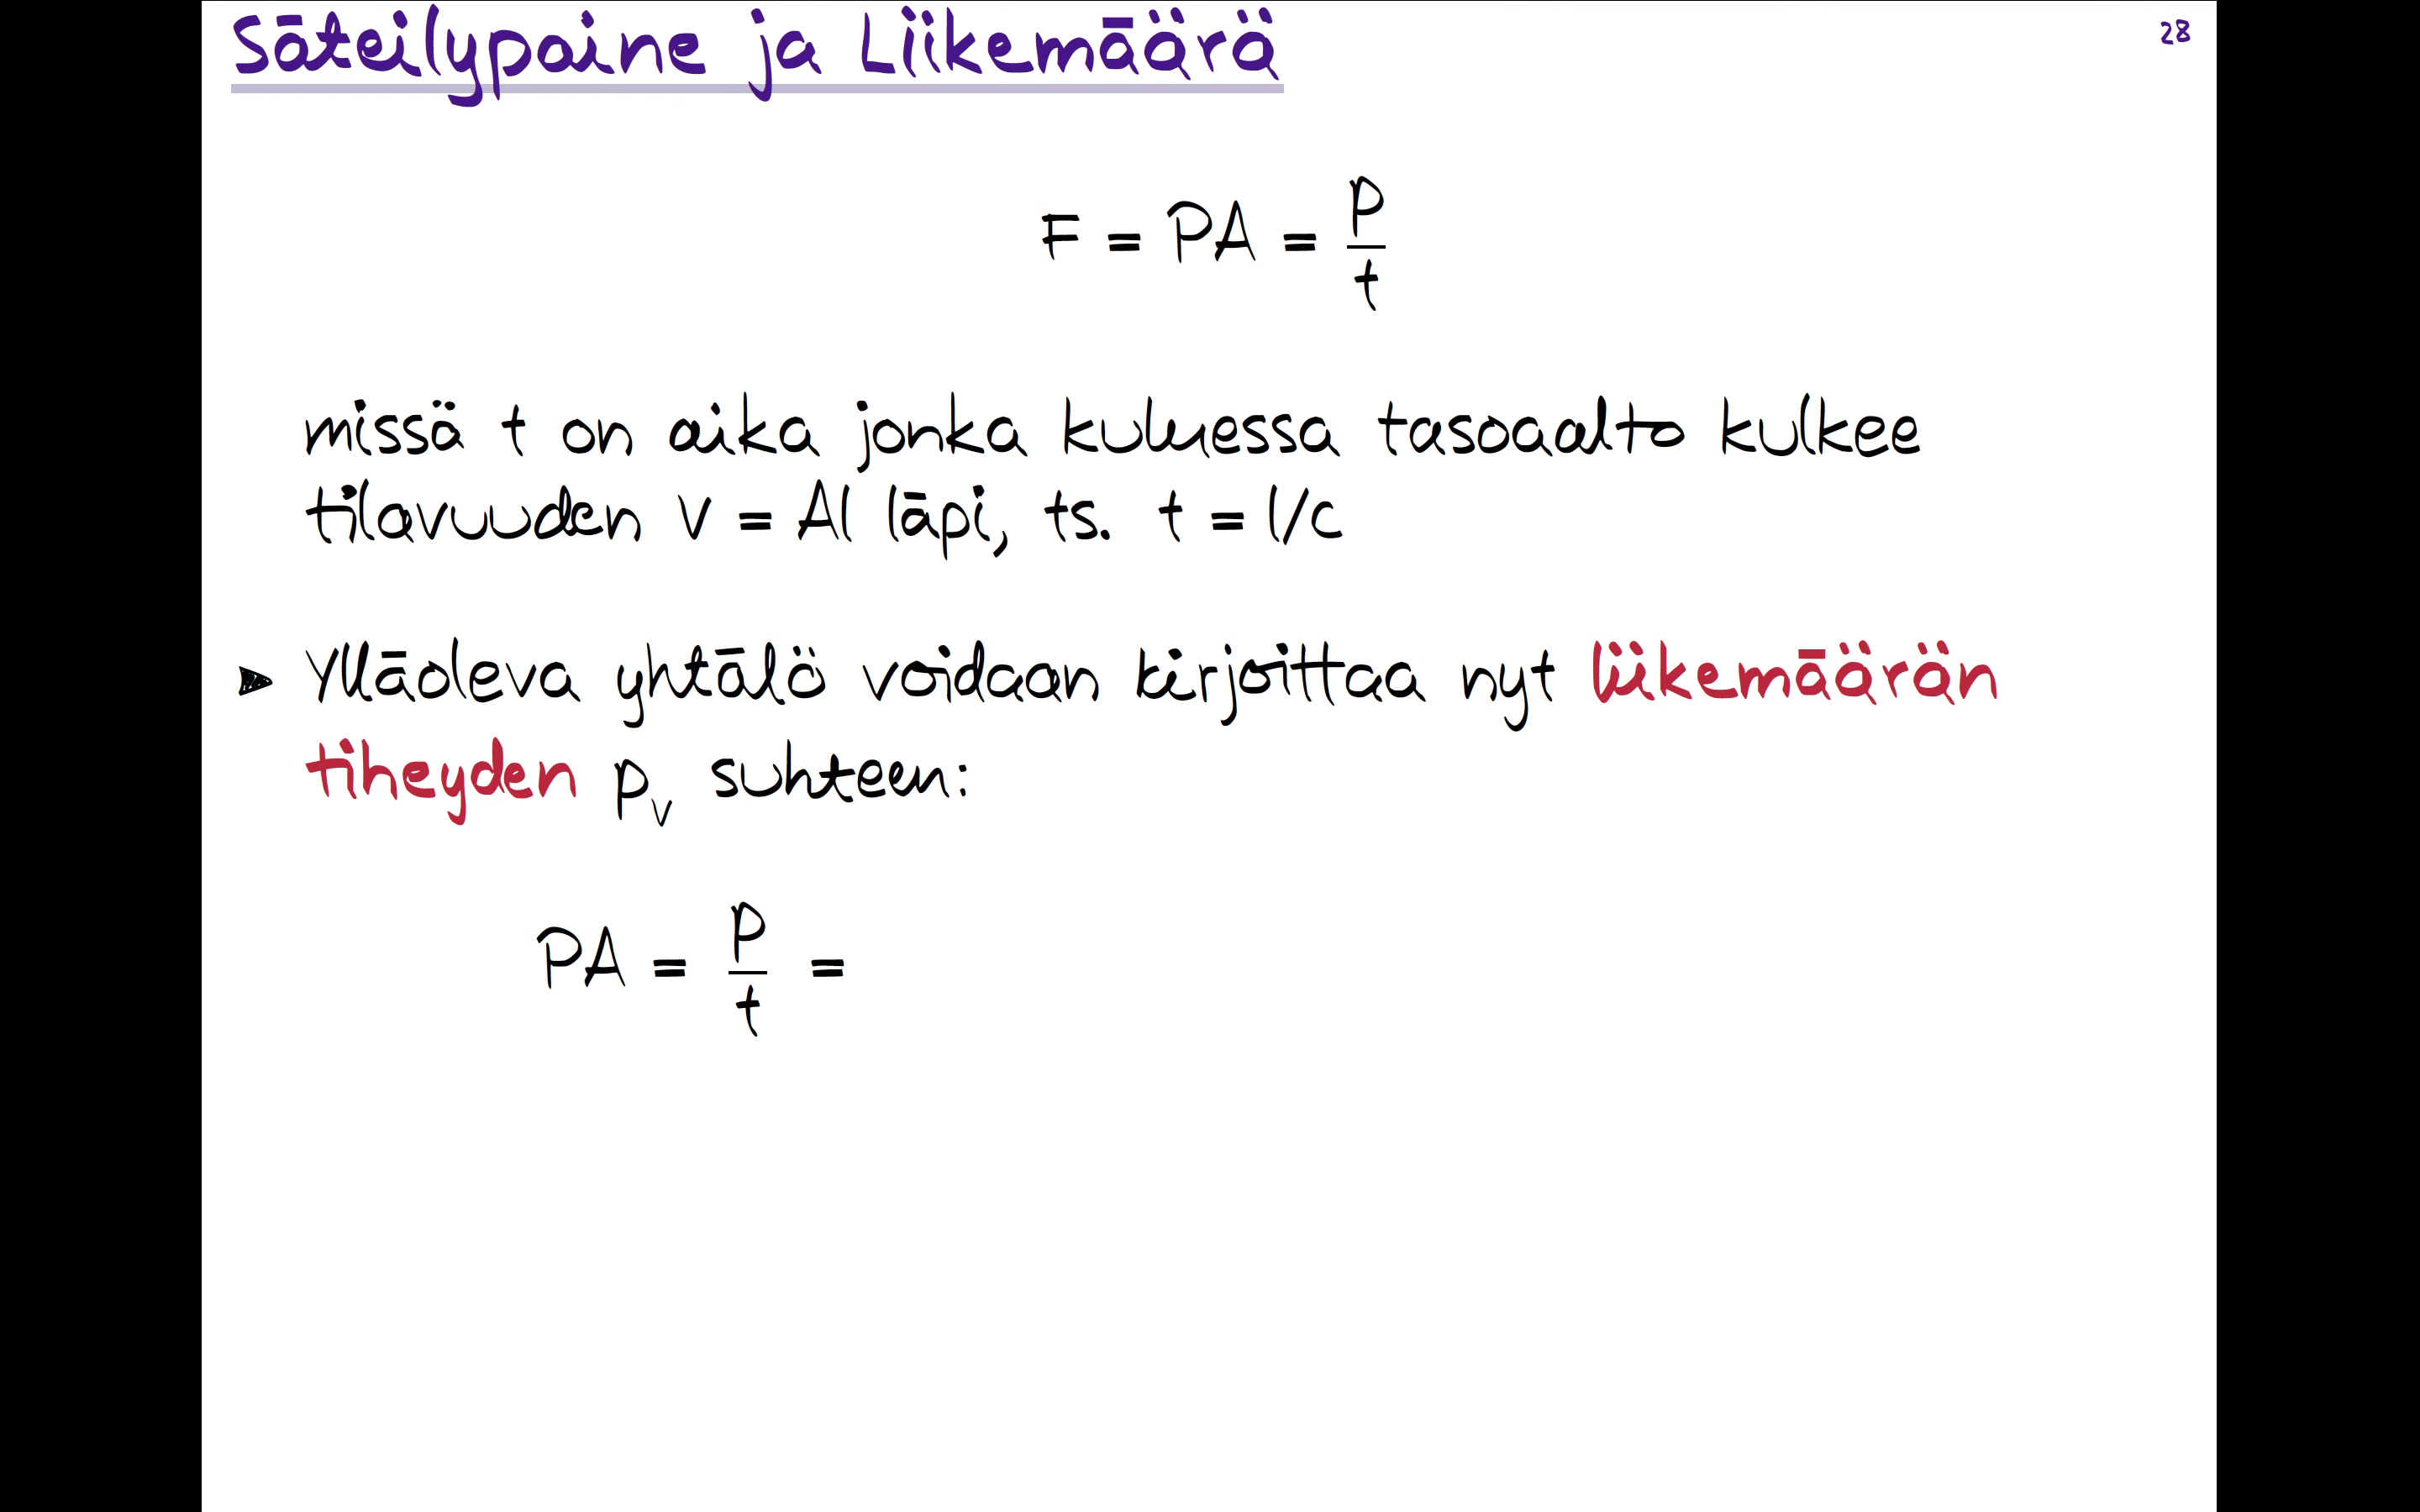 Säteilypaine ja Liikemäärä
28
F = PA = p/t
missä t on aika jonka kuluessa tasoaalto kulkee
tilavuuden V = Al läpi, ts. t = l/c
Ylläoleva yhtälö voidaan kirjoittaa nyt liikemäärän
tiheyden p_v suhteen:
PA = p/t =